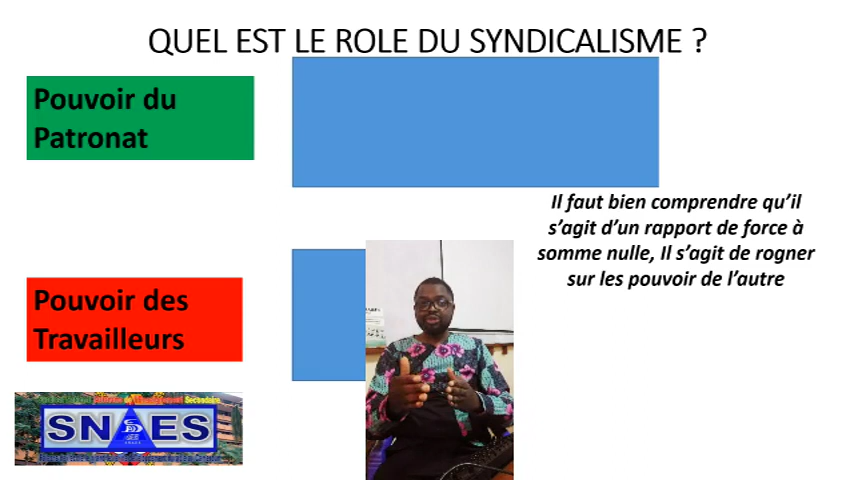 QUEL EST LE ROLE DU SYNDICALISME ?
Pouvoir du
Patronat
Il faut bien comprendre qu'il
s'agit d'un rapport de force à
somme nulle, Il s'agit de rogner
sur les pouvoir de l'autre
Pouvoir des
Travailleurs
Secondaire
SNAES